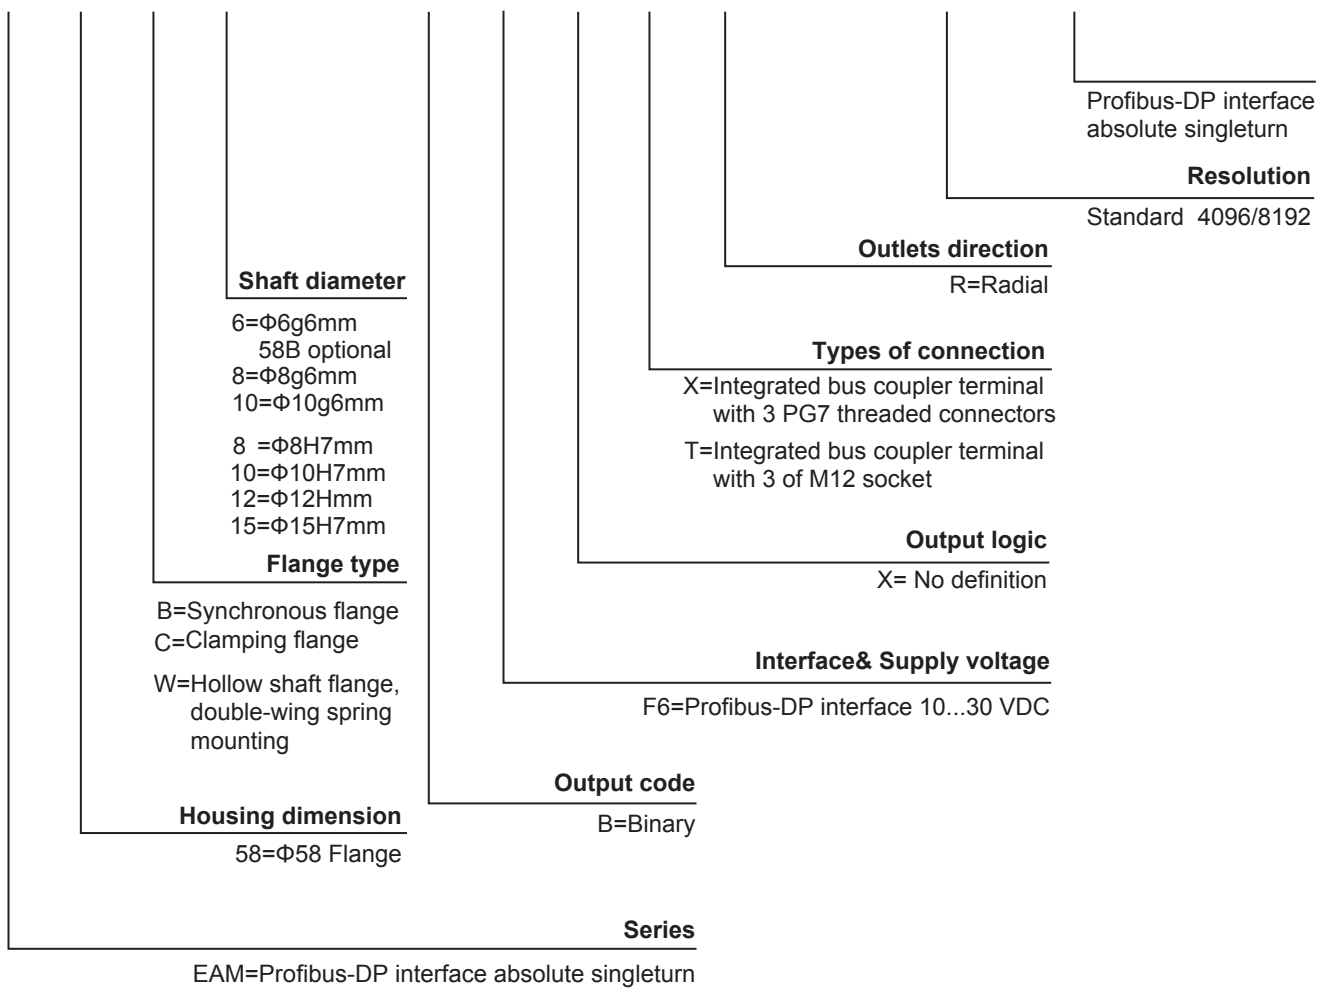 Profibus-DP interface
absolute singleturn
Resolution
Standard 4096/8192
Outlets direction
R=Radial
Shaft diameter
6=Φ6g6mm
58B optional
8=Φ8g6mm
10=Φ10g6mm
8 =Φ8H7mm
10=Φ10H7mm
12=Φ12Hmm
15=Φ15H7mm
Types of connection
X=Integrated bus coupler terminal
with 3 PG7 threaded connectors
T=Integrated bus coupler terminal
with 3 of M12 socket
Output logic
X= No definition
Flange type
B=Synchronous flange
C=Clamping flange
W=Hollow shaft flange,
double-wing spring
mounting
Interface& Supply voltage
F6=Profibus-DP interface 10...30 VDC
Output code
B=Binary
Housing dimension
58=Φ58 Flange
Series
EAM=Profibus-DP interface absolute singleturn